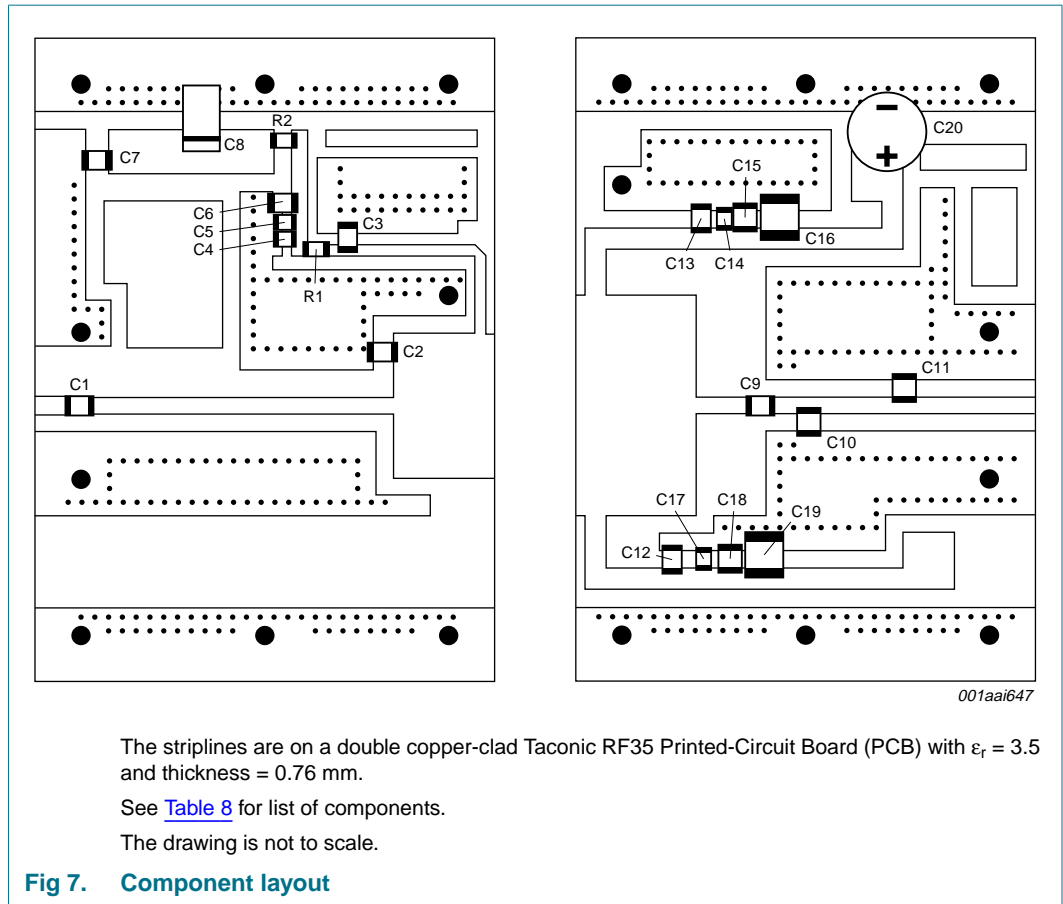 R2
C8
C7
C6
C5
C4
C3
R1
C2
C1
−
C20
+
C15
C16
C13
C14
C11
C9
C10
C17
C18
C19
C12
001aai647
The striplines are on a double copper-clad Taconic RF35 Printed-Circuit Board (PCB) with εr = 3.5
and thickness = 0.76 mm.
See Table 8 for list of components.
The drawing is not to scale.
Fig 7. Component layout